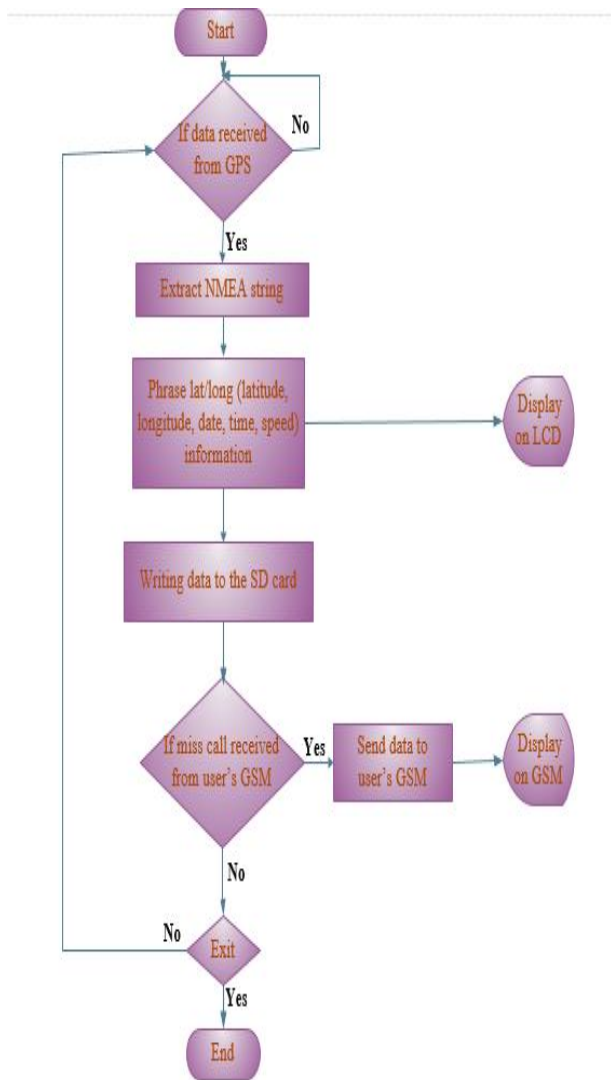 Start
If data received
from GPS
No
Yes
Extract NMEA string
Phrase lat/long (latitude,
longitude, date, time, speed)
information
Display
on LCD
Writing data to the SD card
If miss call received
from user's GSM
Yes
Send data to
user's GSM
Display
on GSM
No
No
Exit
Yes
End